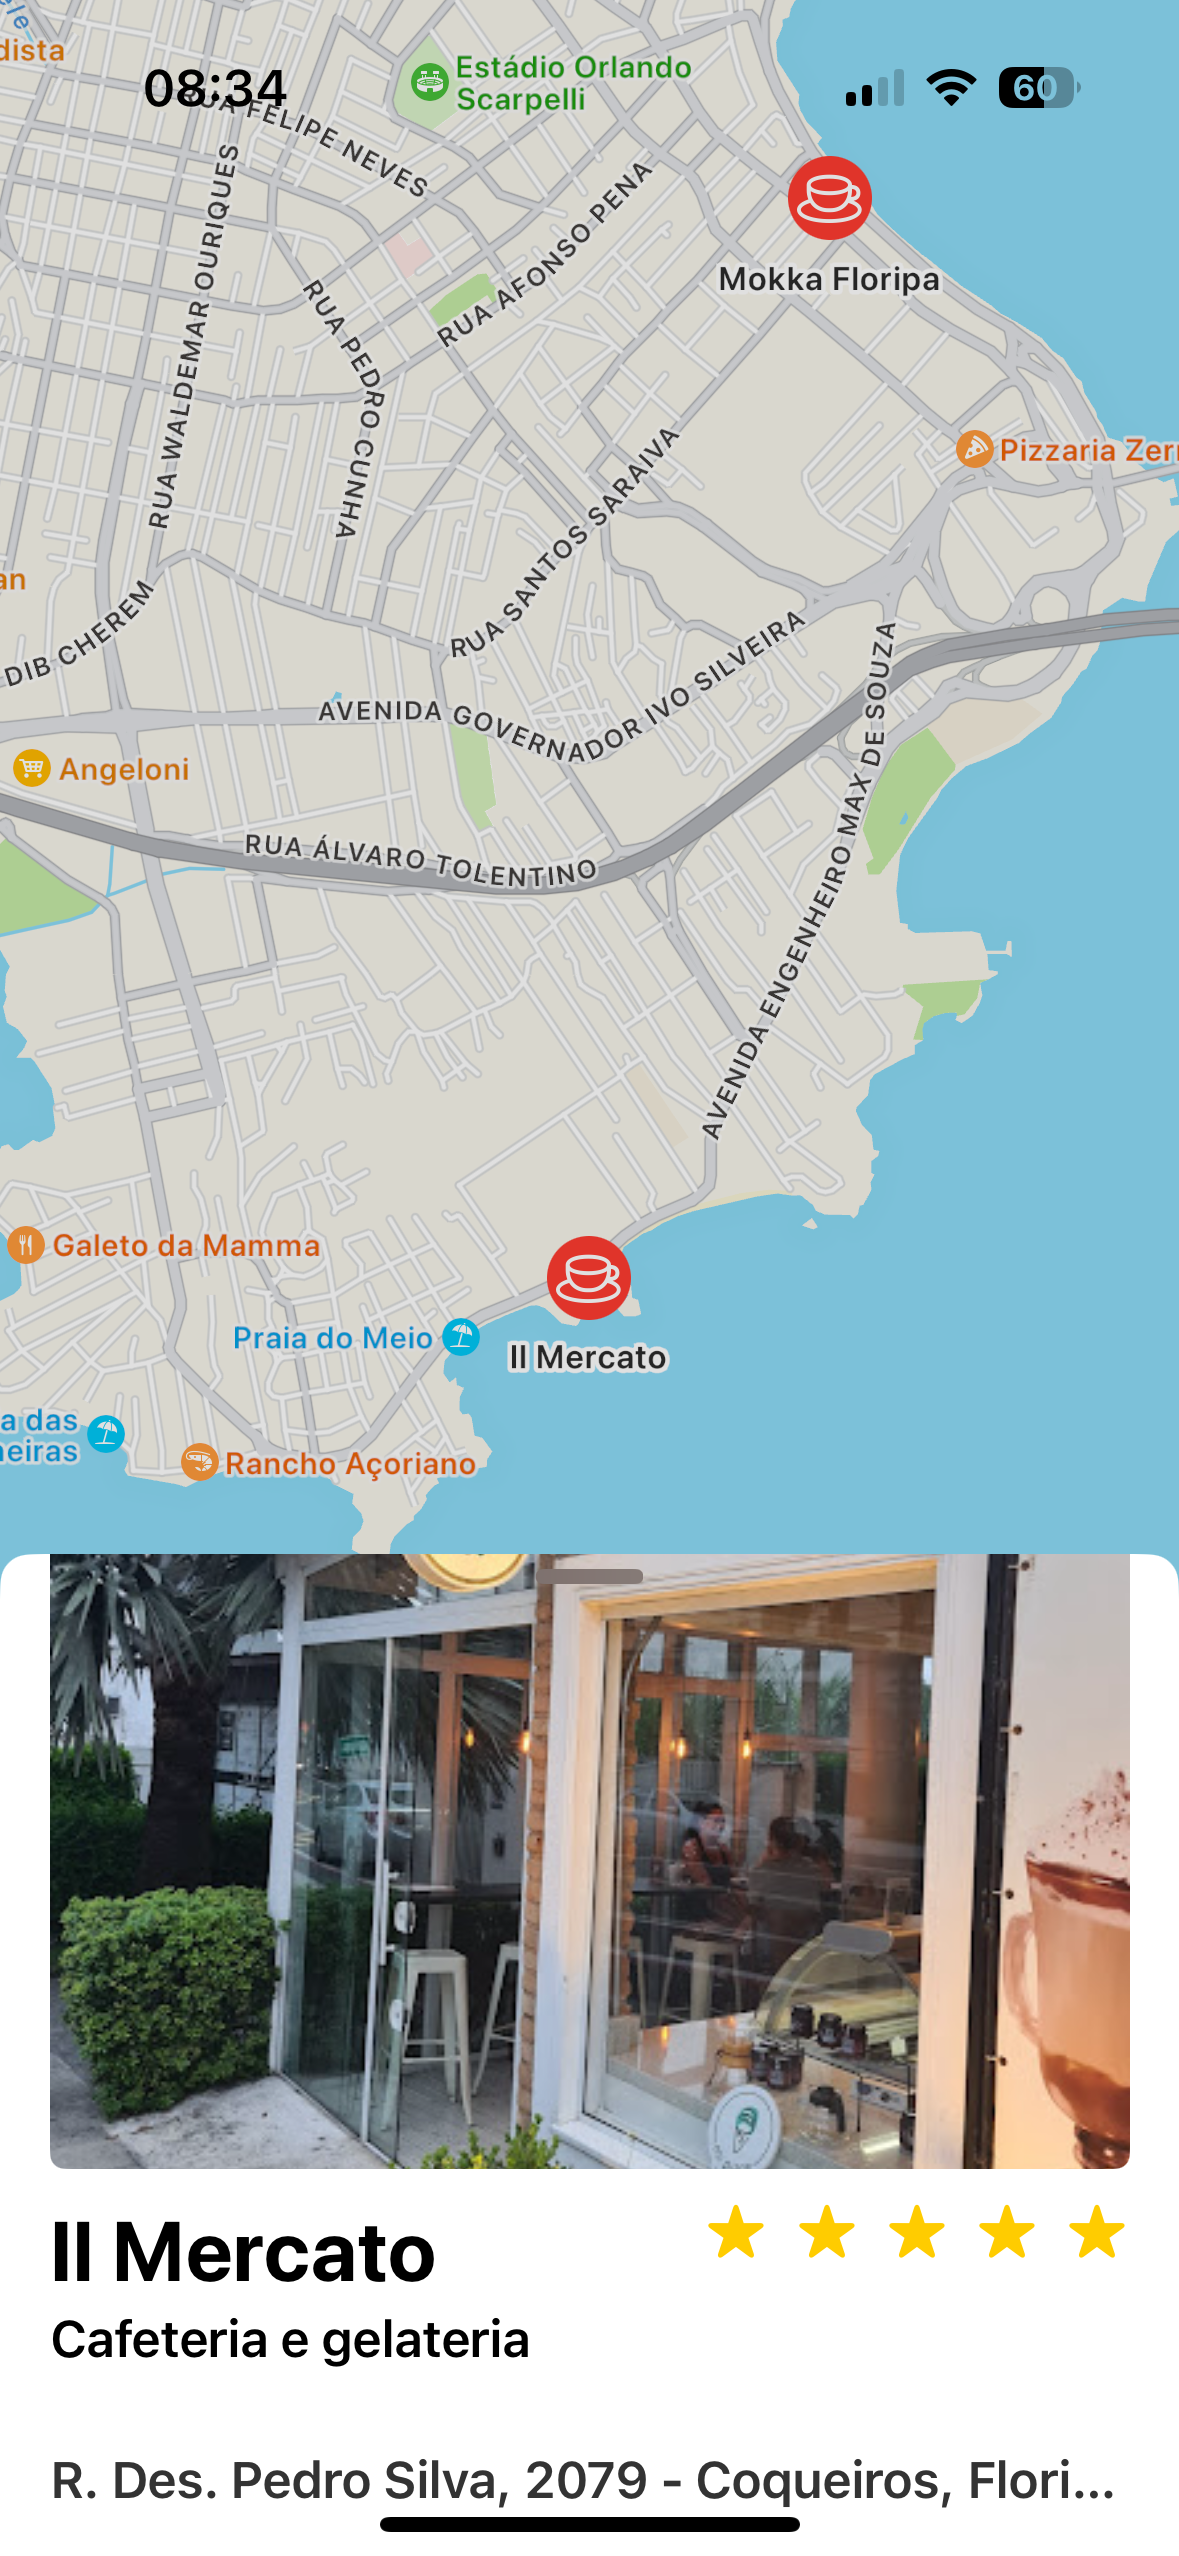 dista
08:34
60
Estádio Orlando
Scarpelli
RUA FELIPE NEVES
RUA WALDEMAR OURIQUES
RUA AFONSO PENA
Mokka Floripa
RUA PEDRO CUNHA
Pizzaria Zer
RUA SANTOS SARAIVA
an
DIB CHEREM
AVENIDA GOVERNADOR IVO SILVEIRA
AVENIDA ENGENHEIRO MAX DE SOUZA
Angeloni
RUA ÁLVARO TOLENTINO
Galeto da Mamma
Praia do Meio
Il Mercato
a das
neiras
Rancho Açoriano
Il Mercato
Cafeteria e gelateria
R. Des. Pedro Silva, 2079 - Coqueiros, Flori...